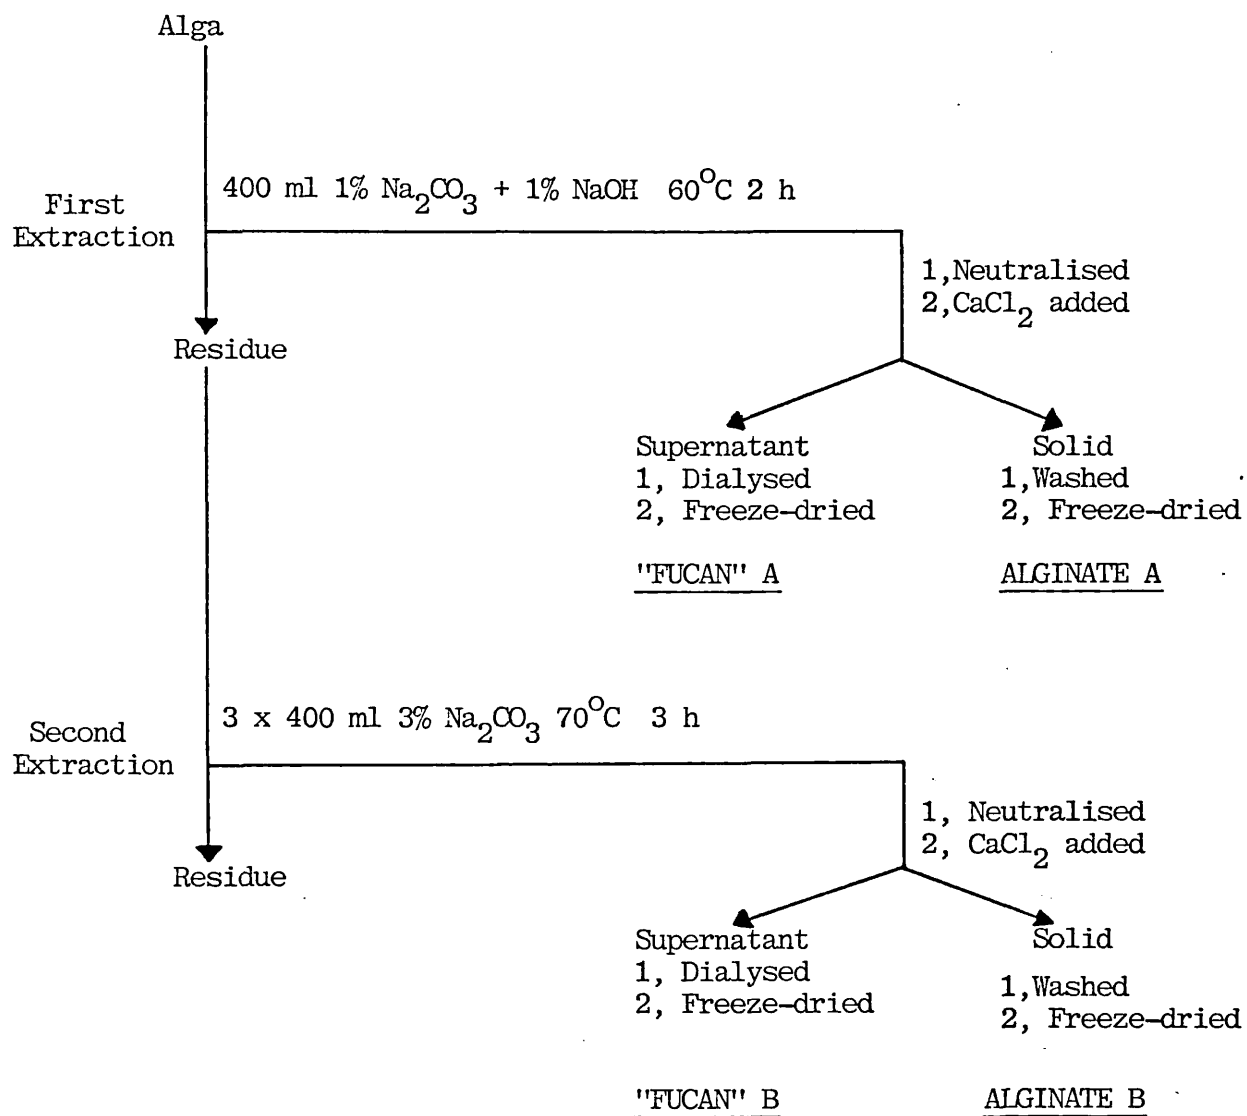 Alga
400 ml 1% Na₂CO₃ + 1% NaOH 60°C 2 h
First
Extraction
1,Neutralised
2,CaCl₂ added
Residue
Supernatant
1, Dialysed
2, Freeze-dried
"FUCAN" A
Solid
1,Washed
2, Freeze-dried
ALGINATE A
3 x 400 ml 3% Na₂CO₃ 70°C 3 h
Second
Extraction
1, Neutralised
2, CaCl₂ added
Residue
Supernatant
1, Dialysed
2, Freeze-dried
"FUCAN" B
Solid
1,Washed
2, Freeze-dried
ALGINATE B